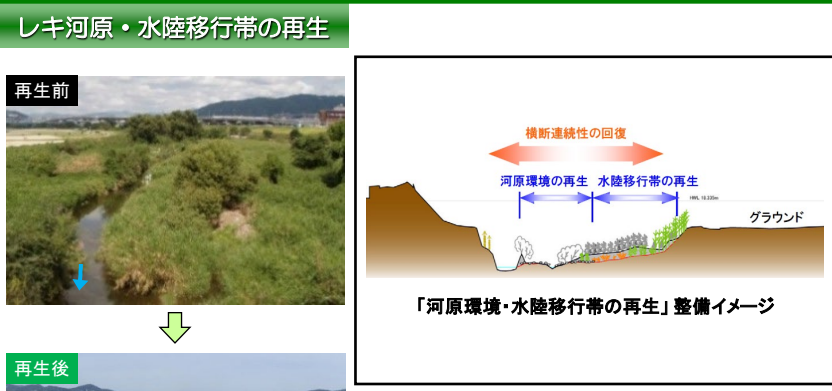 レキ河原・水陸移行帯の再生
再生前
横断連続性の回復
河原環境の再生 水陸移行帯の再生
HWL 18.335m
グラウンド
「河原環境・水陸移行帯の再生」整備イメージ
再生後